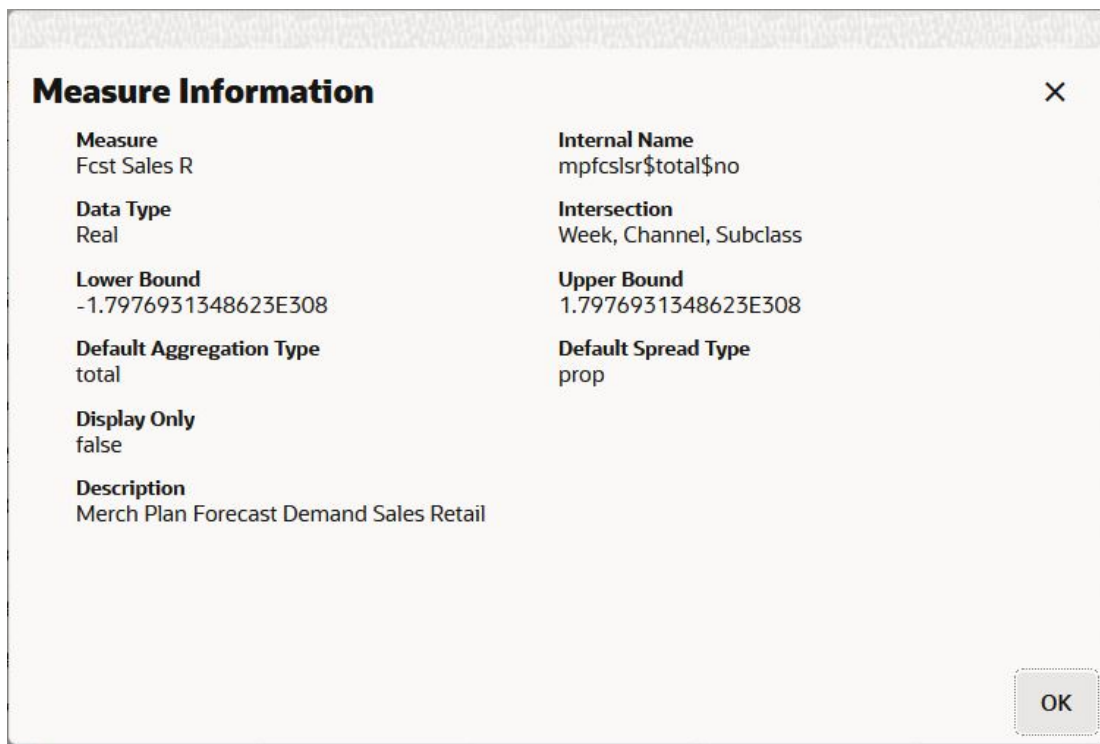 Measure Information
Measure
Fcst Sales R
Internal Name
mpfcslsr$total$no
Data Type
Real
Intersection
Week, Channel, Subclass
Lower Bound
-1.7976931348623E308
Upper Bound
1.7976931348623E308
Default Aggregation Type
total
Default Spread Type
prop
Display Only
false
Description
Merch Plan Forecast Demand Sales Retail
OK